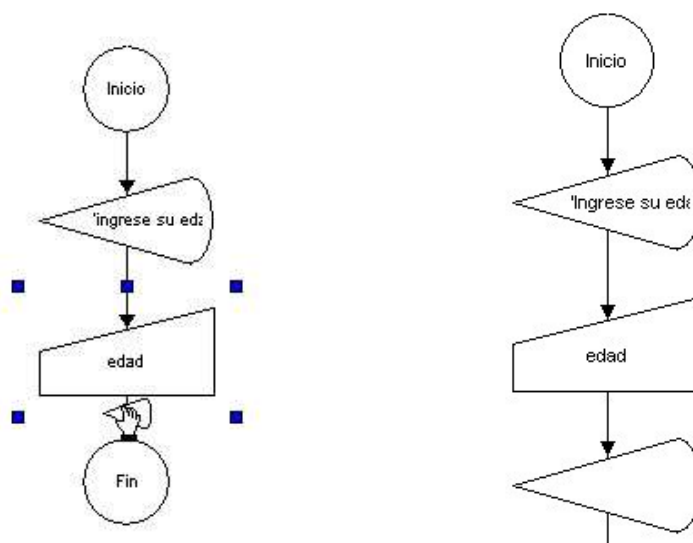 Inicio
'ingrese su eda
edad
Fin
Inicio
'Ingrese su eda
edad